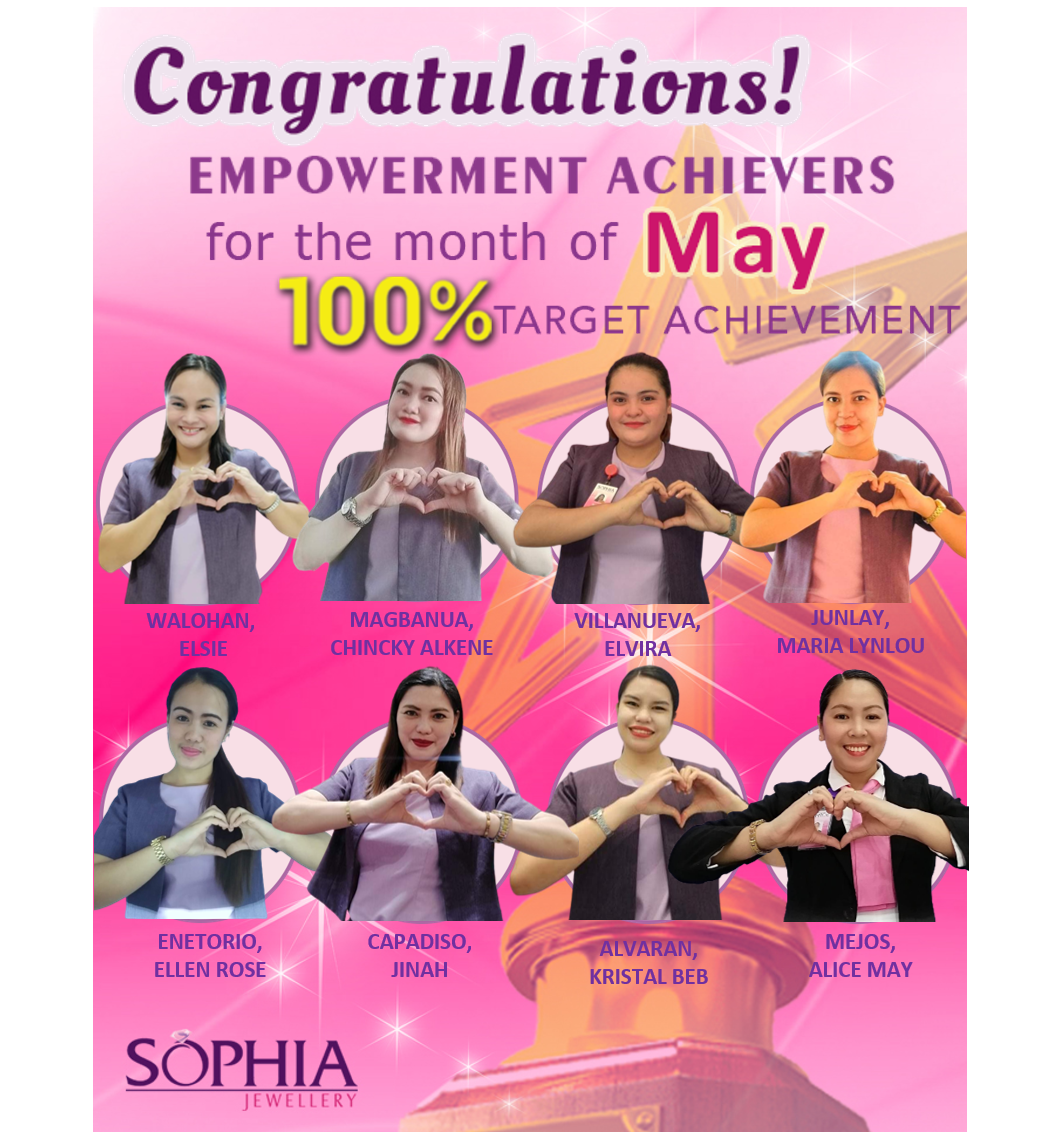 Congratulations!
EMPOWERMENT ACHIEVERS
for the month of May
100% TARGET ACHIEVEMENT
WALOHAN,
ELSIE
MAGBANUA,
CHINCKY ALKENE
VILLANUEVA,
ELVIRA
JUNLAY,
MARIA LYNLOU
ENETORIO,
ELLEN ROSE
CAPADISO,
JINAH
ALVARAN,
KRISTAL BEB
MEJOS,
ALICE MAY
SOPHIA
JEWELLERY